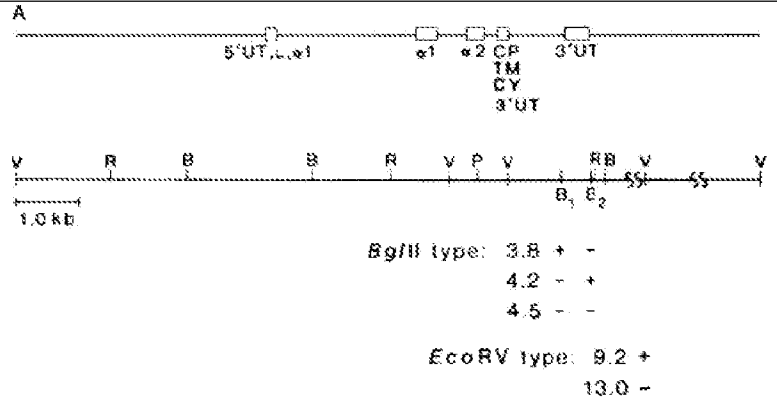 A
5'UT,L,α1 α1 α2 CP 3'UT
TM
CY
3'UT
V R B B R V P V R B V V
B1 B2
1.0 kb
BglII type: 3.8 + -
4.2 - +
4.5 - -
EcoRV type: 9.2 +
13.0 -